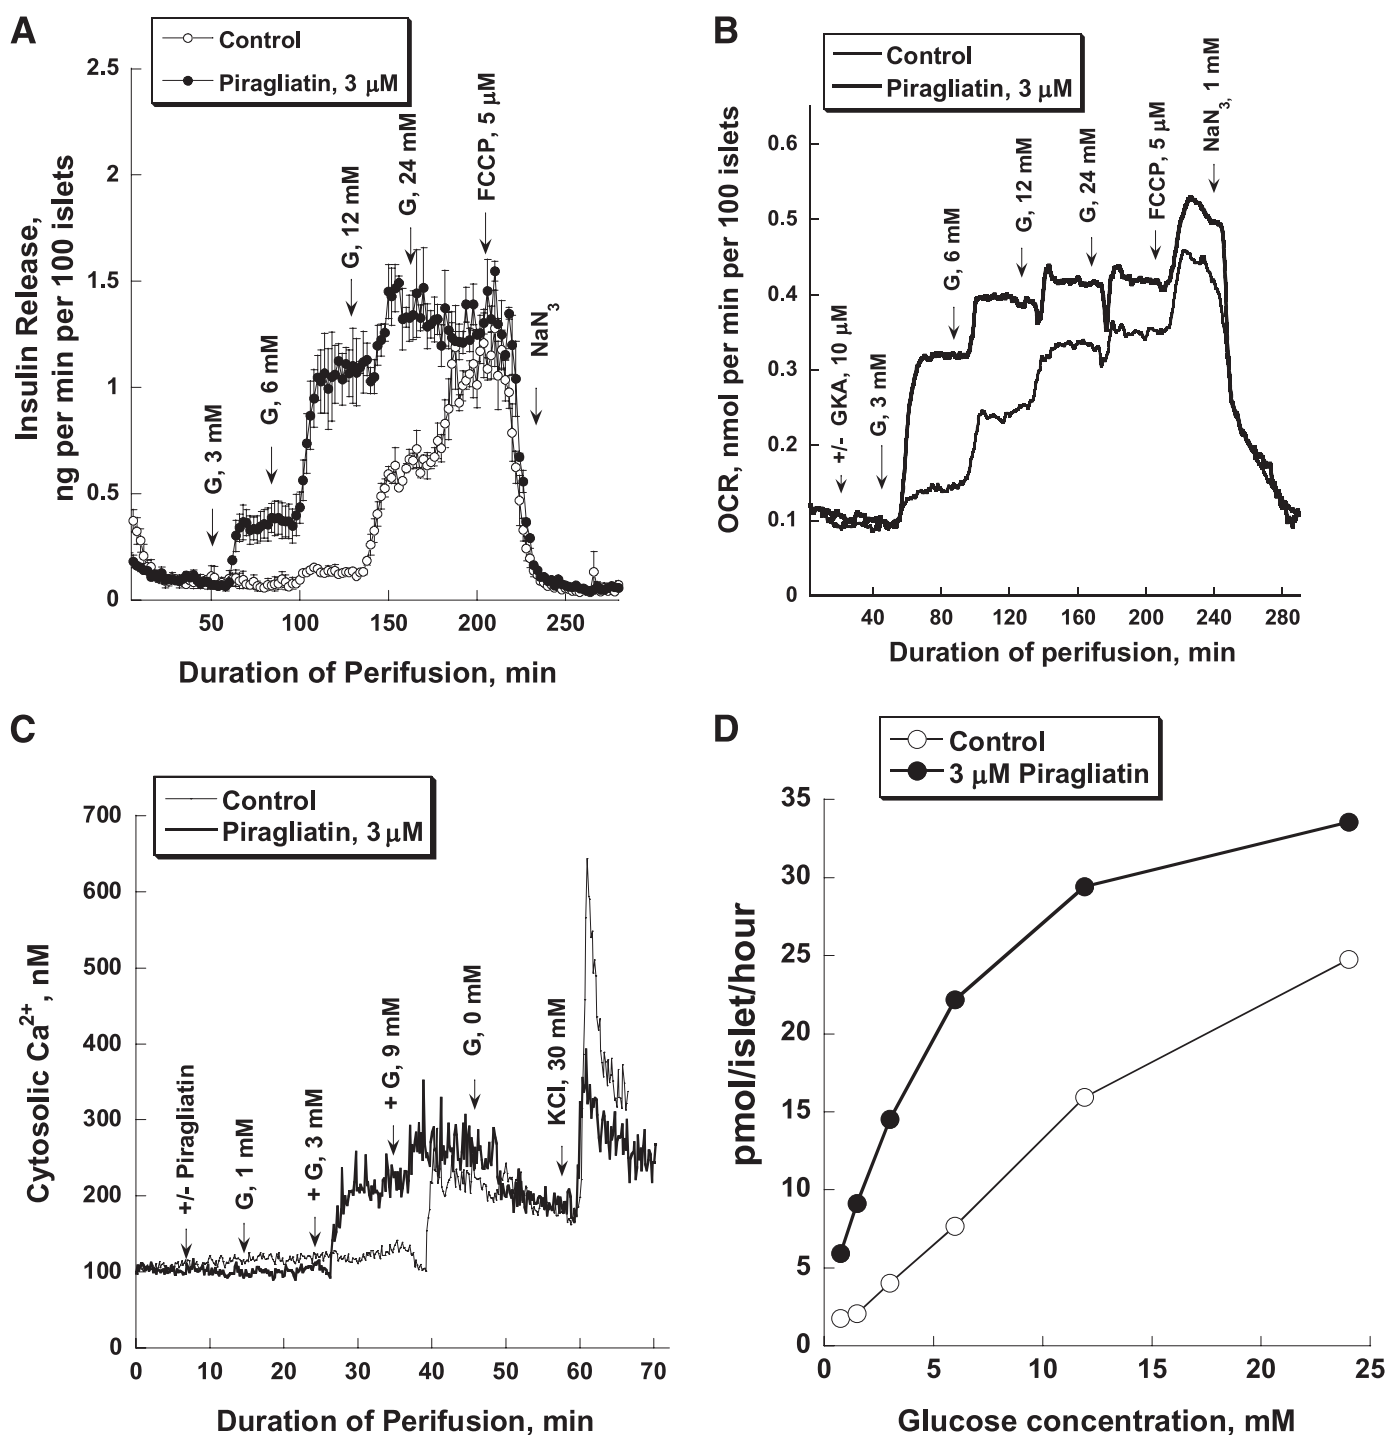 A
Control
Piragliatin, 3 μM
2.5
2
1.5
1
0.5
0
Insulin Release,
ng per min per 100 islets
G, 3 mM
G, 6 mM
G, 12 mM
G, 24 mM
FCCP, 5 μM
NaN3
50
100
150
200
250
Duration of Perifusion, min
B
Control
Piragliatin, 3 μM
0.6
0.5
0.4
0.3
0.2
0.1
0
OCR, nmol per min per 100 islets
+/- GKA, 10 μM
G, 3 mM
G, 6 mM
G, 12 mM
G, 24 mM
FCCP, 5 μM
NaN3, 1 mM
40
80
120
160
200
240
280
Duration of perifusion, min
C
Control
Piragliatin, 3 μM
700
600
500
400
300
200
100
0
Cytosolic Ca2+, nM
+/- Piragliatin
G, 1 mM
+ G, 3 mM
+ G, 9 mM
G, 0 mM
KCl, 30 mM
0
10
20
30
40
50
60
70
Duration of Perifusion, min
D
Control
3 μM Piragliatin
35
30
25
20
15
10
5
0
pmol/islet/hour
0
5
10
15
20
25
Glucose concentration, mM